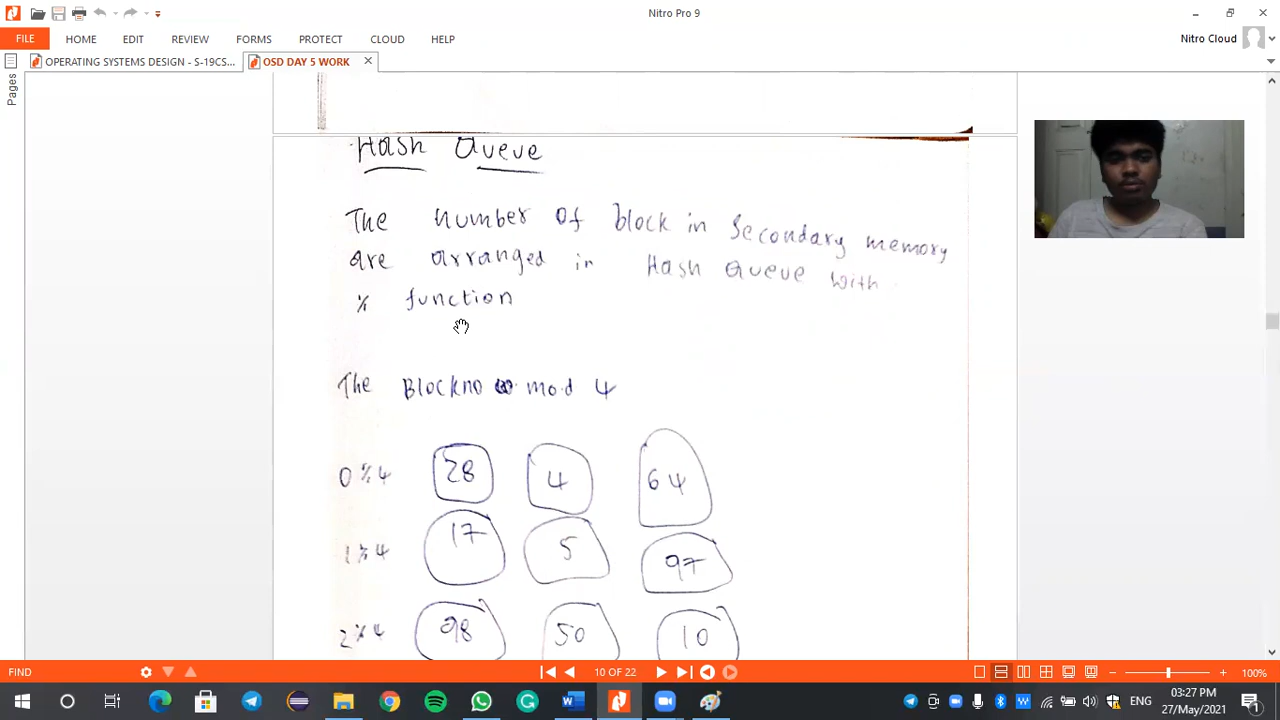 Nitro Pro 9
FILE HOME EDIT REVIEW FORMS PROTECT CLOUD HELP Nitro Cloud
OPERATING SYSTEMS DESIGN - S-19CS... OSD DAY 5 WORK
Pages
Hash Queue
The number of block in Secondary memory
are arranged in Hash Queue with
% function
The Blockno mod 4
0%4 28 4 64
1%4 17 5 97
2%4 98 50 10
FIND 10 OF 22 100%
ENG 03:27 PM
27/May/2021